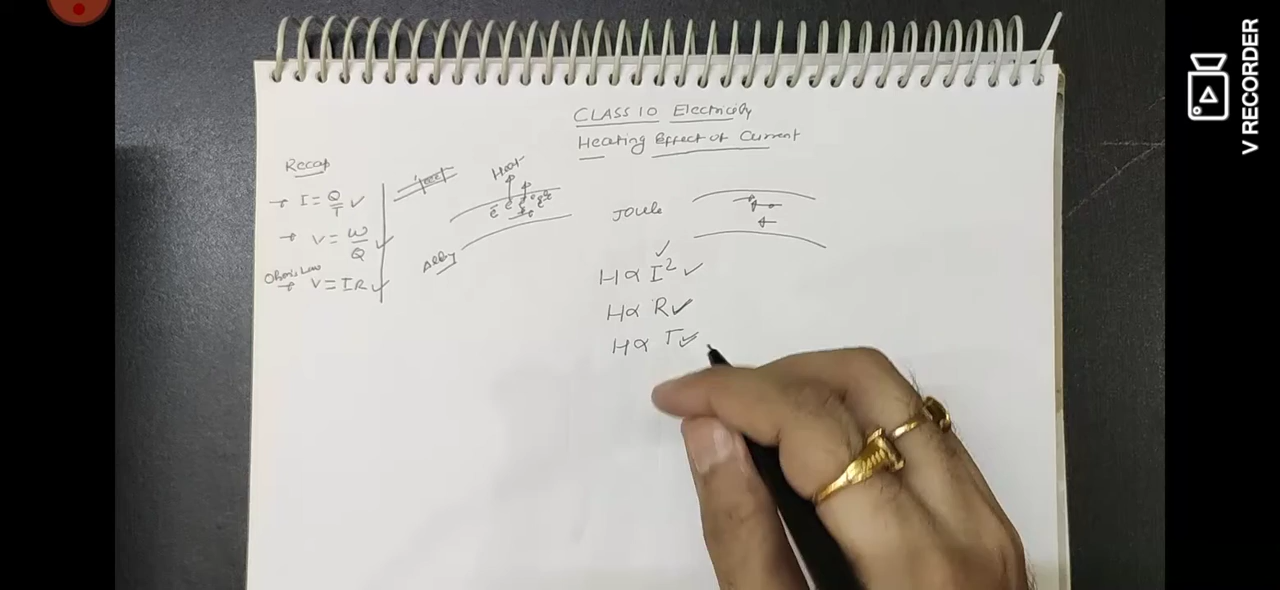 CLASS 10 Electricity
Heating Effect of Current
Recap
→ I = Q/T ✓
→ V = W/Q ✓
Ohm's Law
→ V = IR ✓
Heat
e e e e e
Alloy
Joule
H ∝ I² ✓
H ∝ R ✓
H ∝ T ✓
V RECORDER